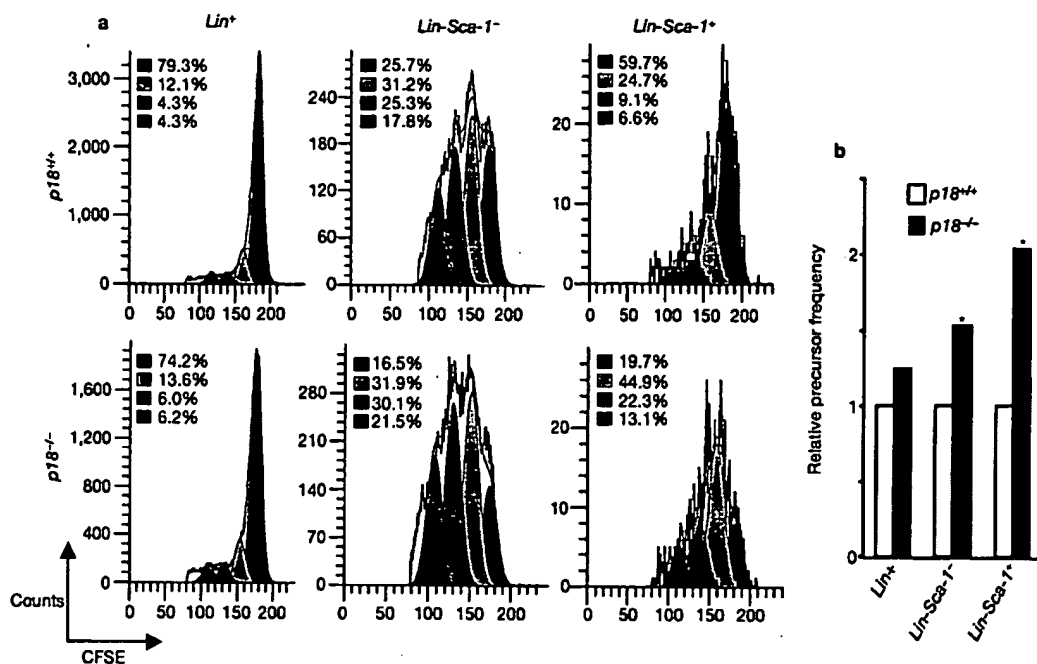 a
Lin+
Lin-Sca-1-
Lin-Sca-1+
p18+/+
3,000
2,000
1,000
0
79.3%
12.1%
4.3%
4.3%
0 50 100 150 200
240
180
120
60
0
25.7%
31.2%
25.3%
17.8%
0 50 100 150 200
30
20
10
0
59.7%
24.7%
9.1%
6.6%
0 50 100 150 200
p18-/-
1,600
1,200
800
400
0
74.2%
13.6%
6.0%
6.2%
0 50 100 150 200
280
210
140
70
0
16.5%
31.9%
30.1%
21.5%
0 50 100 150 200
30
20
10
0
19.7%
44.9%
22.3%
13.1%
0 50 100 150 200
Counts
CFSE
b
p18+/+
p18-/-
Relative precursor frequency
2
1
0
*
*
Lin+
Lin-Sca-1-
Lin-Sca-1+